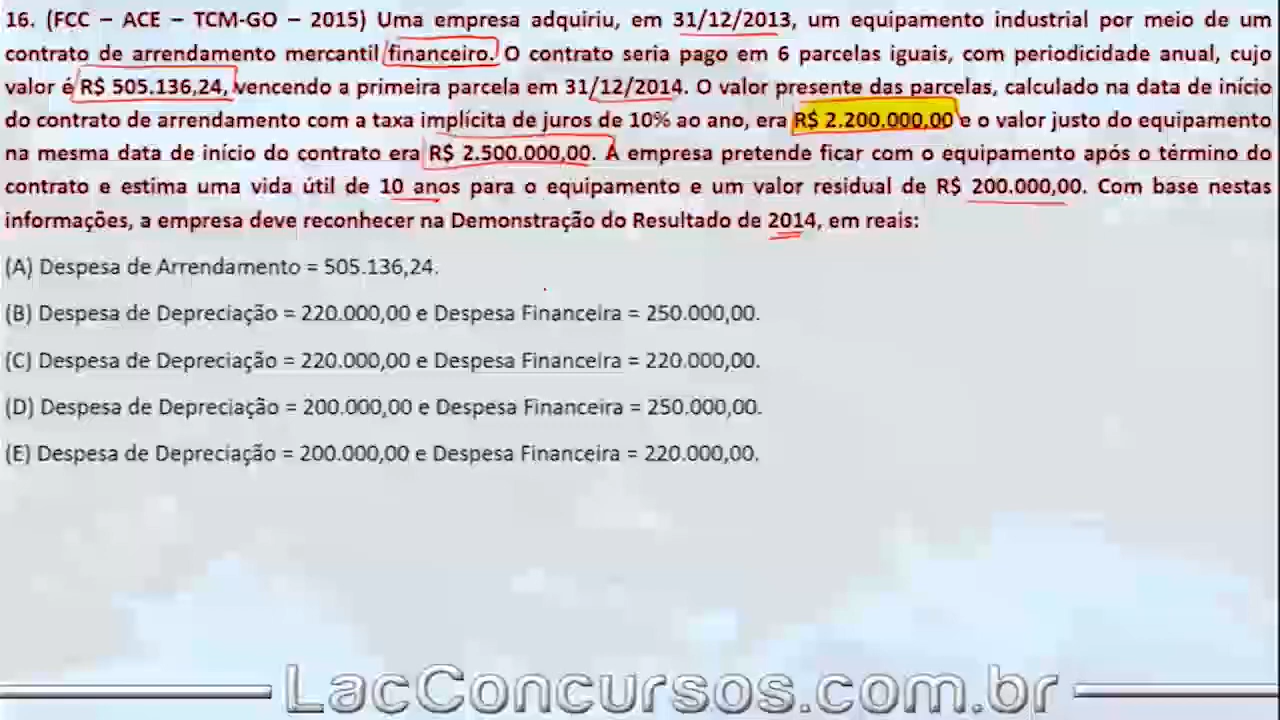 16. (FCC – ACE – TCM-GO – 2015) Uma empresa adquiriu, em 31/12/2013, um equipamento industrial por meio de um
contrato de arrendamento mercantil financeiro. O contrato seria pago em 6 parcelas iguais, com periodicidade anual, cujo
valor é R$ 505.136,24, vencendo a primeira parcela em 31/12/2014. O valor presente das parcelas, calculado na data de início
do contrato de arrendamento com a taxa implícita de juros de 10% ao ano, era R$ 2.200.000,00 e o valor justo do equipamento
na mesma data de início do contrato era R$ 2.500.000,00. A empresa pretende ficar com o equipamento após o término do
contrato e estima uma vida útil de 10 anos para o equipamento e um valor residual de R$ 200.000,00. Com base nestas
informações, a empresa deve reconhecer na Demonstração do Resultado de 2014, em reais:
(A) Despesa de Arrendamento = 505.136,24.
(B) Despesa de Depreciação = 220.000,00 e Despesa Financeira = 250.000,00.
(C) Despesa de Depreciação = 220.000,00 e Despesa Financeira = 220.000,00.
(D) Despesa de Depreciação = 200.000,00 e Despesa Financeira = 250.000,00.
(E) Despesa de Depreciação = 200.000,00 e Despesa Financeira = 220.000,00.
LacConcursos.com.br